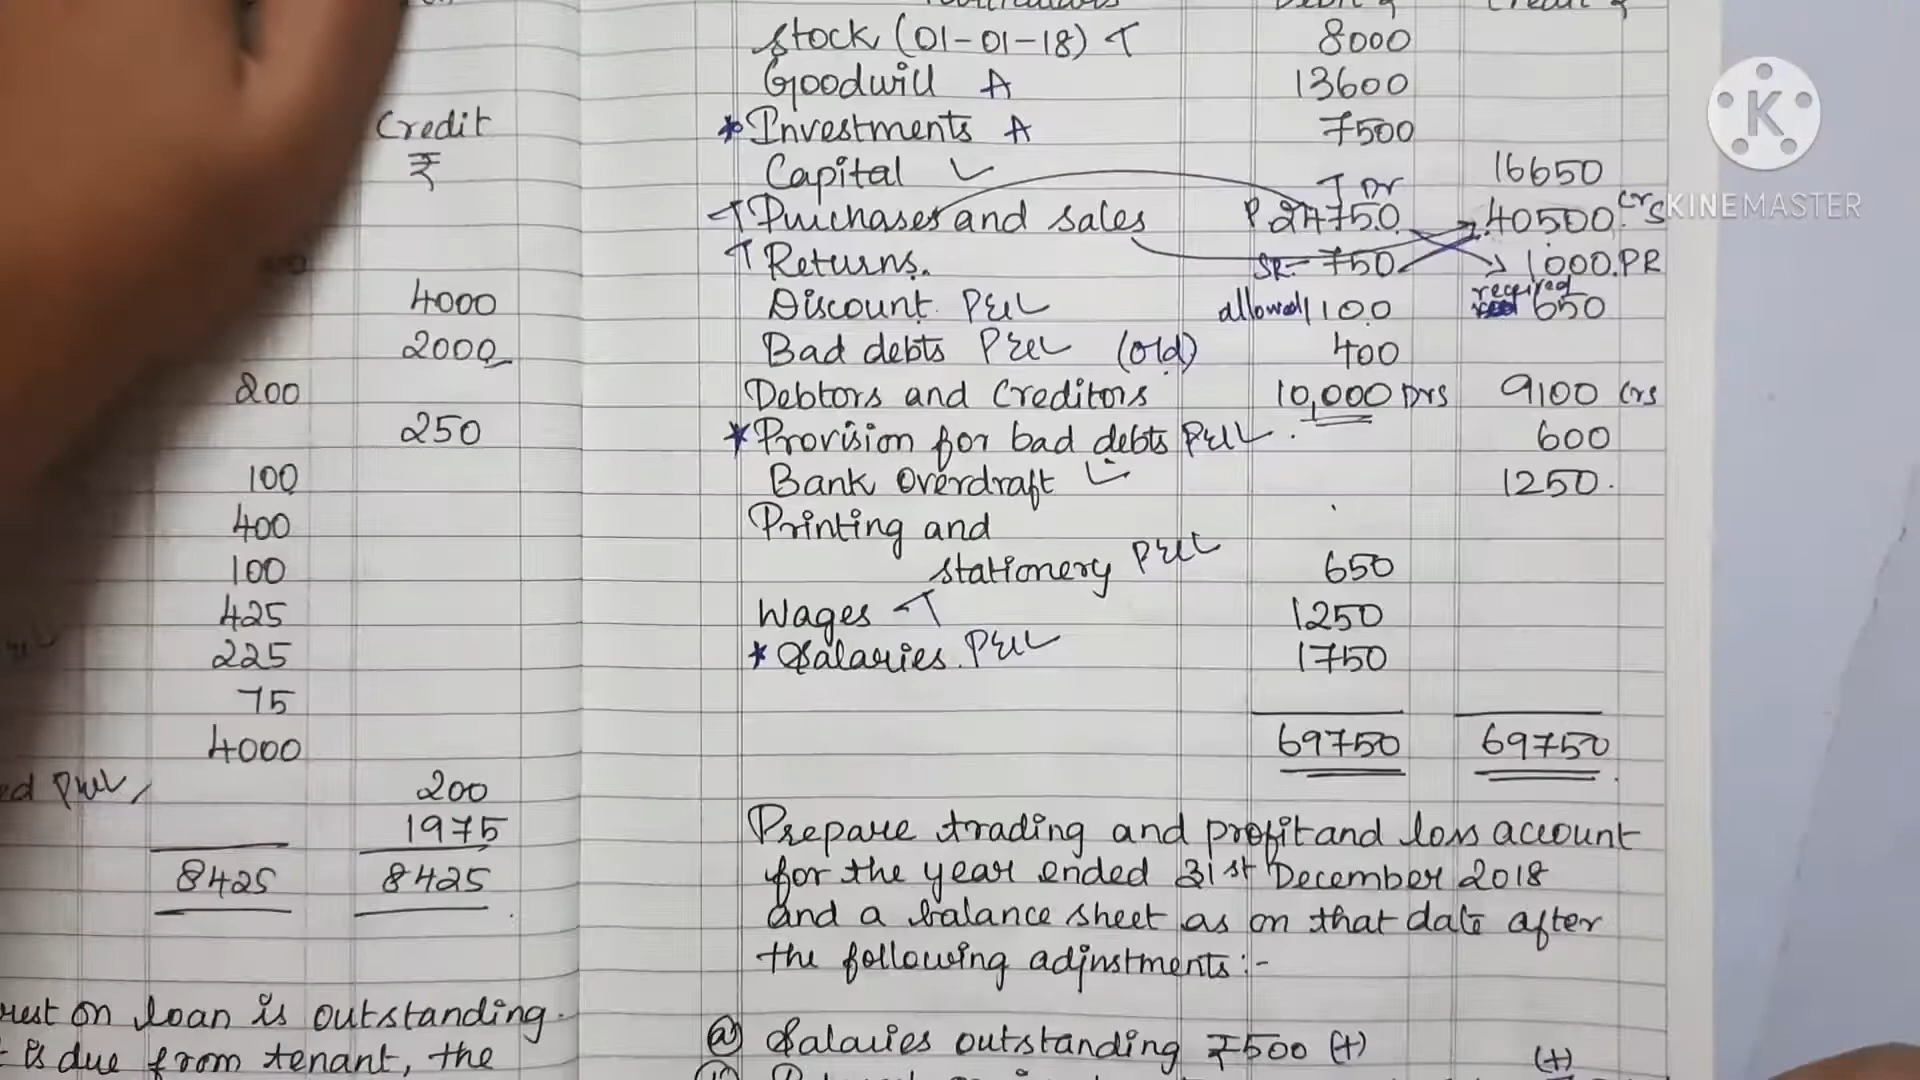 Credit
₹
4000
2000
200
250
100
400
100
425
225
75
4000
200
1975
8425 8425
rest on loan is outstanding.
is due from tenant, the
Stock (01-01-18) T 8000
Goodwill A 13600
* Investments A 7500
Capital L 16650
T Dr
T Purchases and sales P 24750 40500 Crs
T Returns. SR- 750 1000. PR
Discount P&L allowed 100 received 650
Bad debts P&L (old) 400
Debtors and Creditors 10,000 Drs 9100 Crs
* Provision for bad debts P&L 600
Bank Overdraft L 1250.
Printing and
stationery P&L 650
Wages T 1250
* Salaries. P&L 1750
69750 69750
Prepare trading and profit and loss account
for the year ended 31st December 2018
and a balance sheet as on that date after
the following adjustments:-
(a) Salaries outstanding ₹500 (+)
(+)
K
KINEMASTER